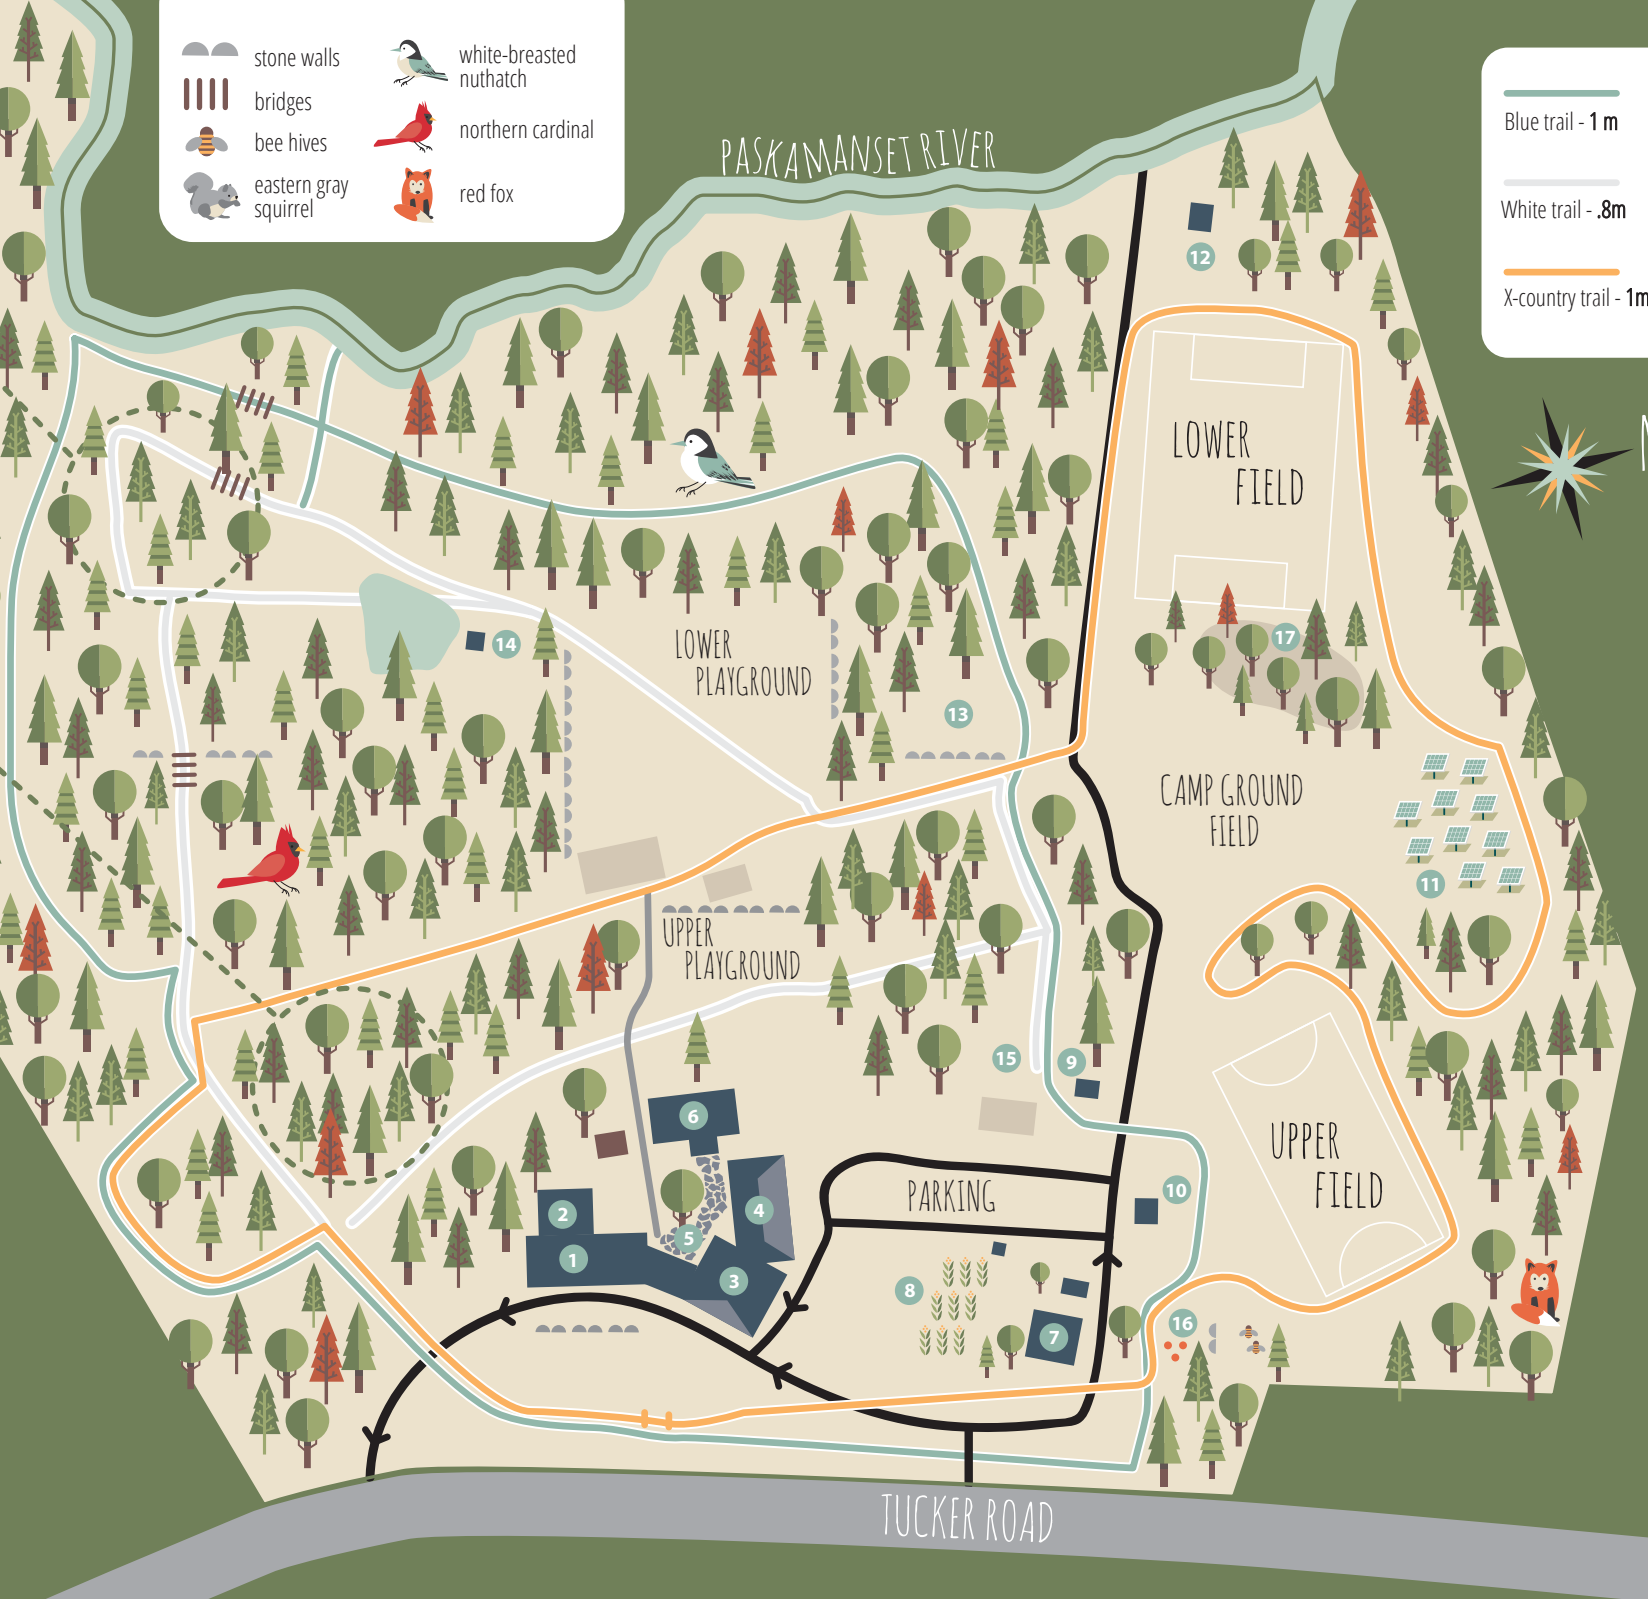 stone walls
bridges
bee hives
eastern gray
squirrel
white-breasted
nuthatch
northern cardinal
red fox
PASKAMANSET RIVER
Blue trail - 1 m
White trail - .8m
X-country trail - 1m
12
LOWER
FIELD
14
LOWER
PLAYGROUND
13
17
CAMP GROUND
FIELD
11
UPPER
PLAYGROUND
15
9
6
UPPER
FIELD
10
PARKING
2
4
5
1
3
8
7
16
TUCKER ROAD